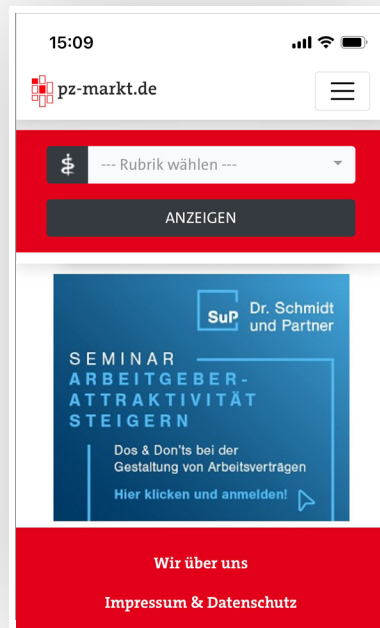 15:09
pz-markt.de
--- Rubrik wählen ---
ANZEIGEN
SuP
Dr. Schmidt
und Partner
SEMINAR
ARBEITGEBER-
ATTRAKTIVITÄT
STEIGERN
Dos & Don'ts bei der
Gestaltung von Arbeitsverträgen
Hier klicken und anmelden!
Wir über uns
Impressum & Datenschutz